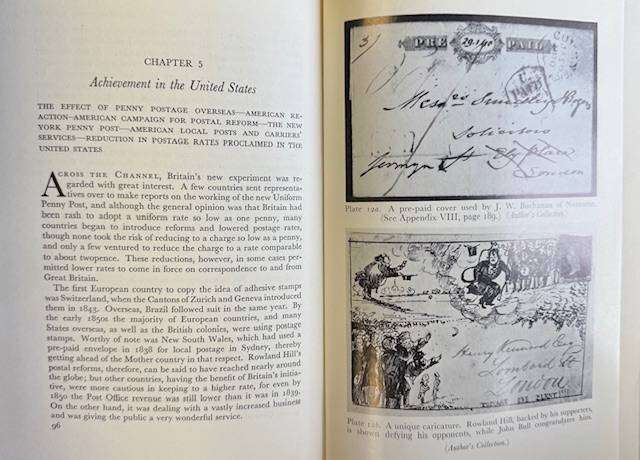 CHAPTER 5
Achievement in the United States
THE EFFECT OF PENNY POSTAGE OVERSEAS—AMERICAN RE-
ACTION—AMERICAN CAMPAIGN FOR POSTAL REFORM—THE NEW
YORK PENNY POST—AMERICAN LOCAL POSTS AND CARRIERS'
SERVICES—REDUCTION IN POSTAGE RATES PROCLAIMED IN THE
UNITED STATES
ACROSS THE CHANNEL, Britain's new experiment was re-
garded with great interest. A few countries sent representa-
tives over to make reports on the working of the new Uniform
Penny Post, and although the general opinion was that Britain had
been rash to adopt a uniform rate so low as one penny, many
countries began to introduce reforms and lowered postage rates,
though none took the risk of reducing to a charge so low as a penny,
and only a few ventured to reduce the charge to a rate comparable
to about twopence. These reductions, however, in some cases per-
mitted lower rates to come in force on correspondence to and from
Great Britain.
The first European country to copy the idea of adhesive stamps
was Switzerland, when the Cantons of Zurich and Geneva introduced
them in 1843. Overseas, Brazil followed suit in the same year. By
the early 1850s the majority of European countries, and many
States overseas, as well as the British colonies, were using postage
stamps. Worthy of note was New South Wales, which had used a
pre-paid envelope in 1838 for local postage in Sydney, thereby
getting ahead of the Mother country in that respect. Rowland Hill's
postal reforms, therefore, can be said to have reached nearly around
the globe; but other countries, having the benefit of Britain's initia-
tive, were more cautious in keeping to a higher rate, for even by
1850 the Post Office revenue was still lower than it was in 1839.
On the other hand, it was dealing with a vastly increased business
and was giving the public a very wonderful service.
96
PRE PAID
Solicitors
London
Plate 12a. A pre-paid cover used by J. W. Buchanan of
(See Appendix VIII, page 189.) (Author's Collection.)
Henry
Lombard St
London
Plate 12b. A unique caricature. Rowland Hill, backed by his supporters,
is shown defying his opponents, while John Bull congratulates him.
(Author's Collection.)